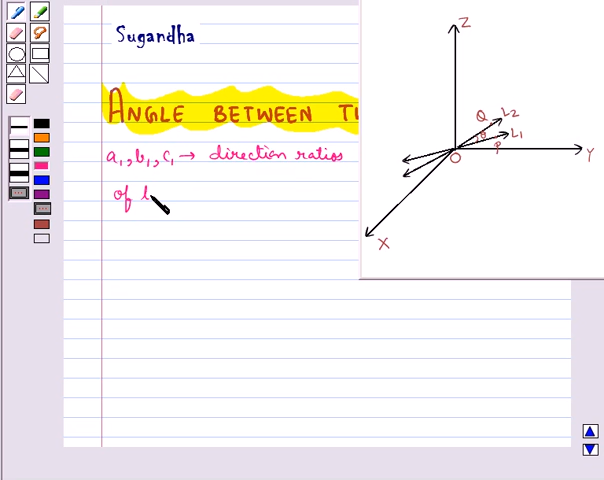 Sugandha
ANGLE BETWEEN
a₁, b₁, c₁ → direction ratios
of l
Z
Q L₂
θ L₁
P
O Y
X